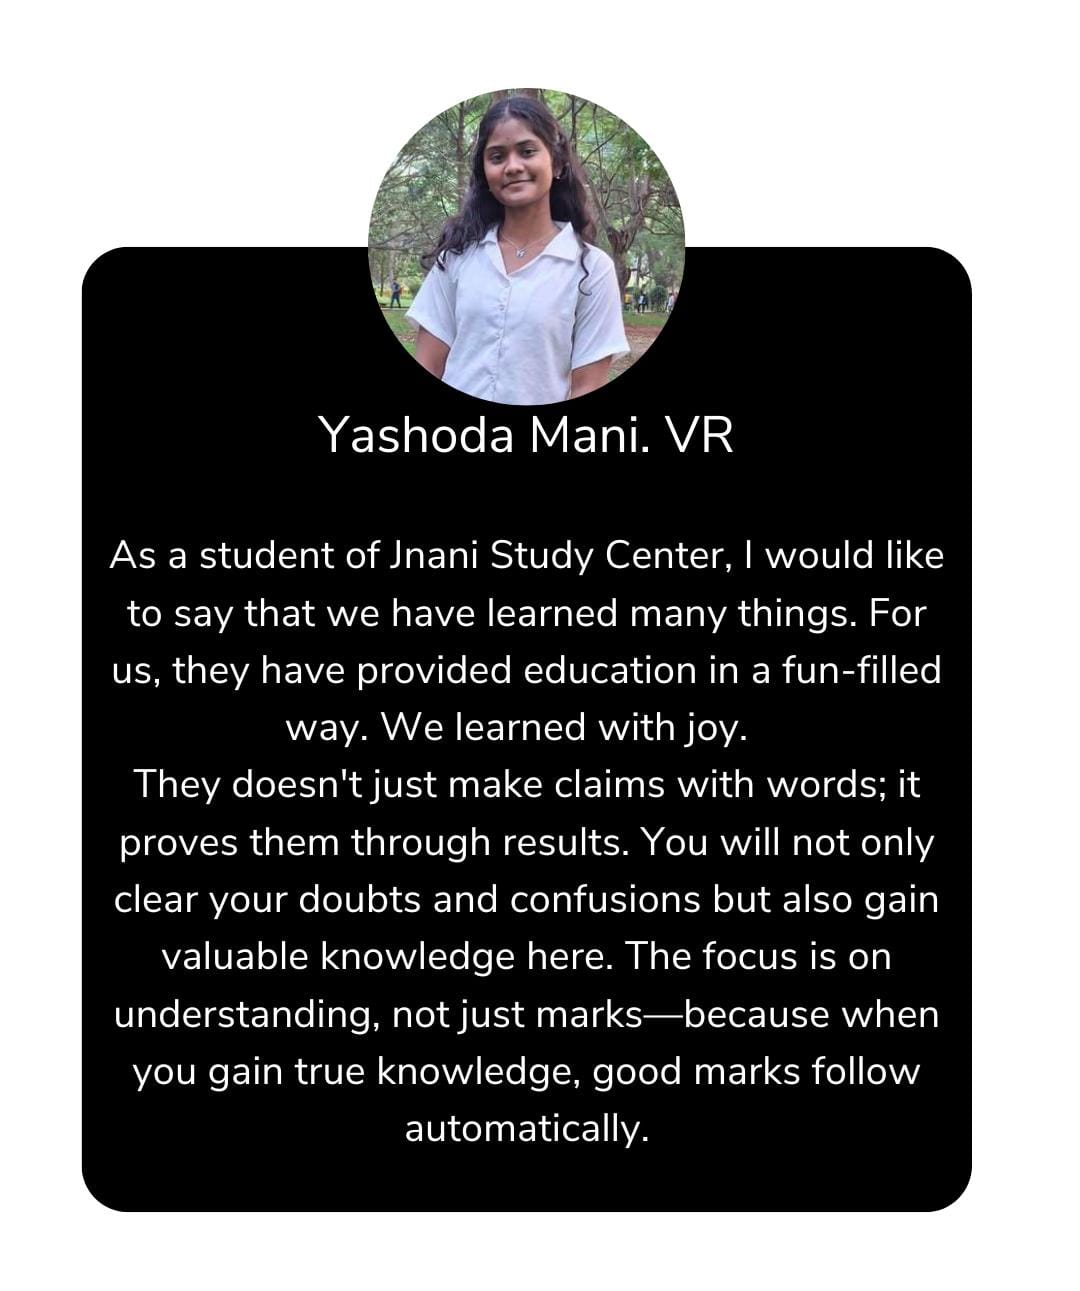 Yashoda Mani. VR
As a student of Jnani Study Center, I would like
to say that we have learned many things. For
us, they have provided education in a fun-filled
way. We learned with joy.
They doesn't just make claims with words; it
proves them through results. You will not only
clear your doubts and confusions but also gain
valuable knowledge here. The focus is on
understanding, not just marks—because when
you gain true knowledge, good marks follow
automatically.